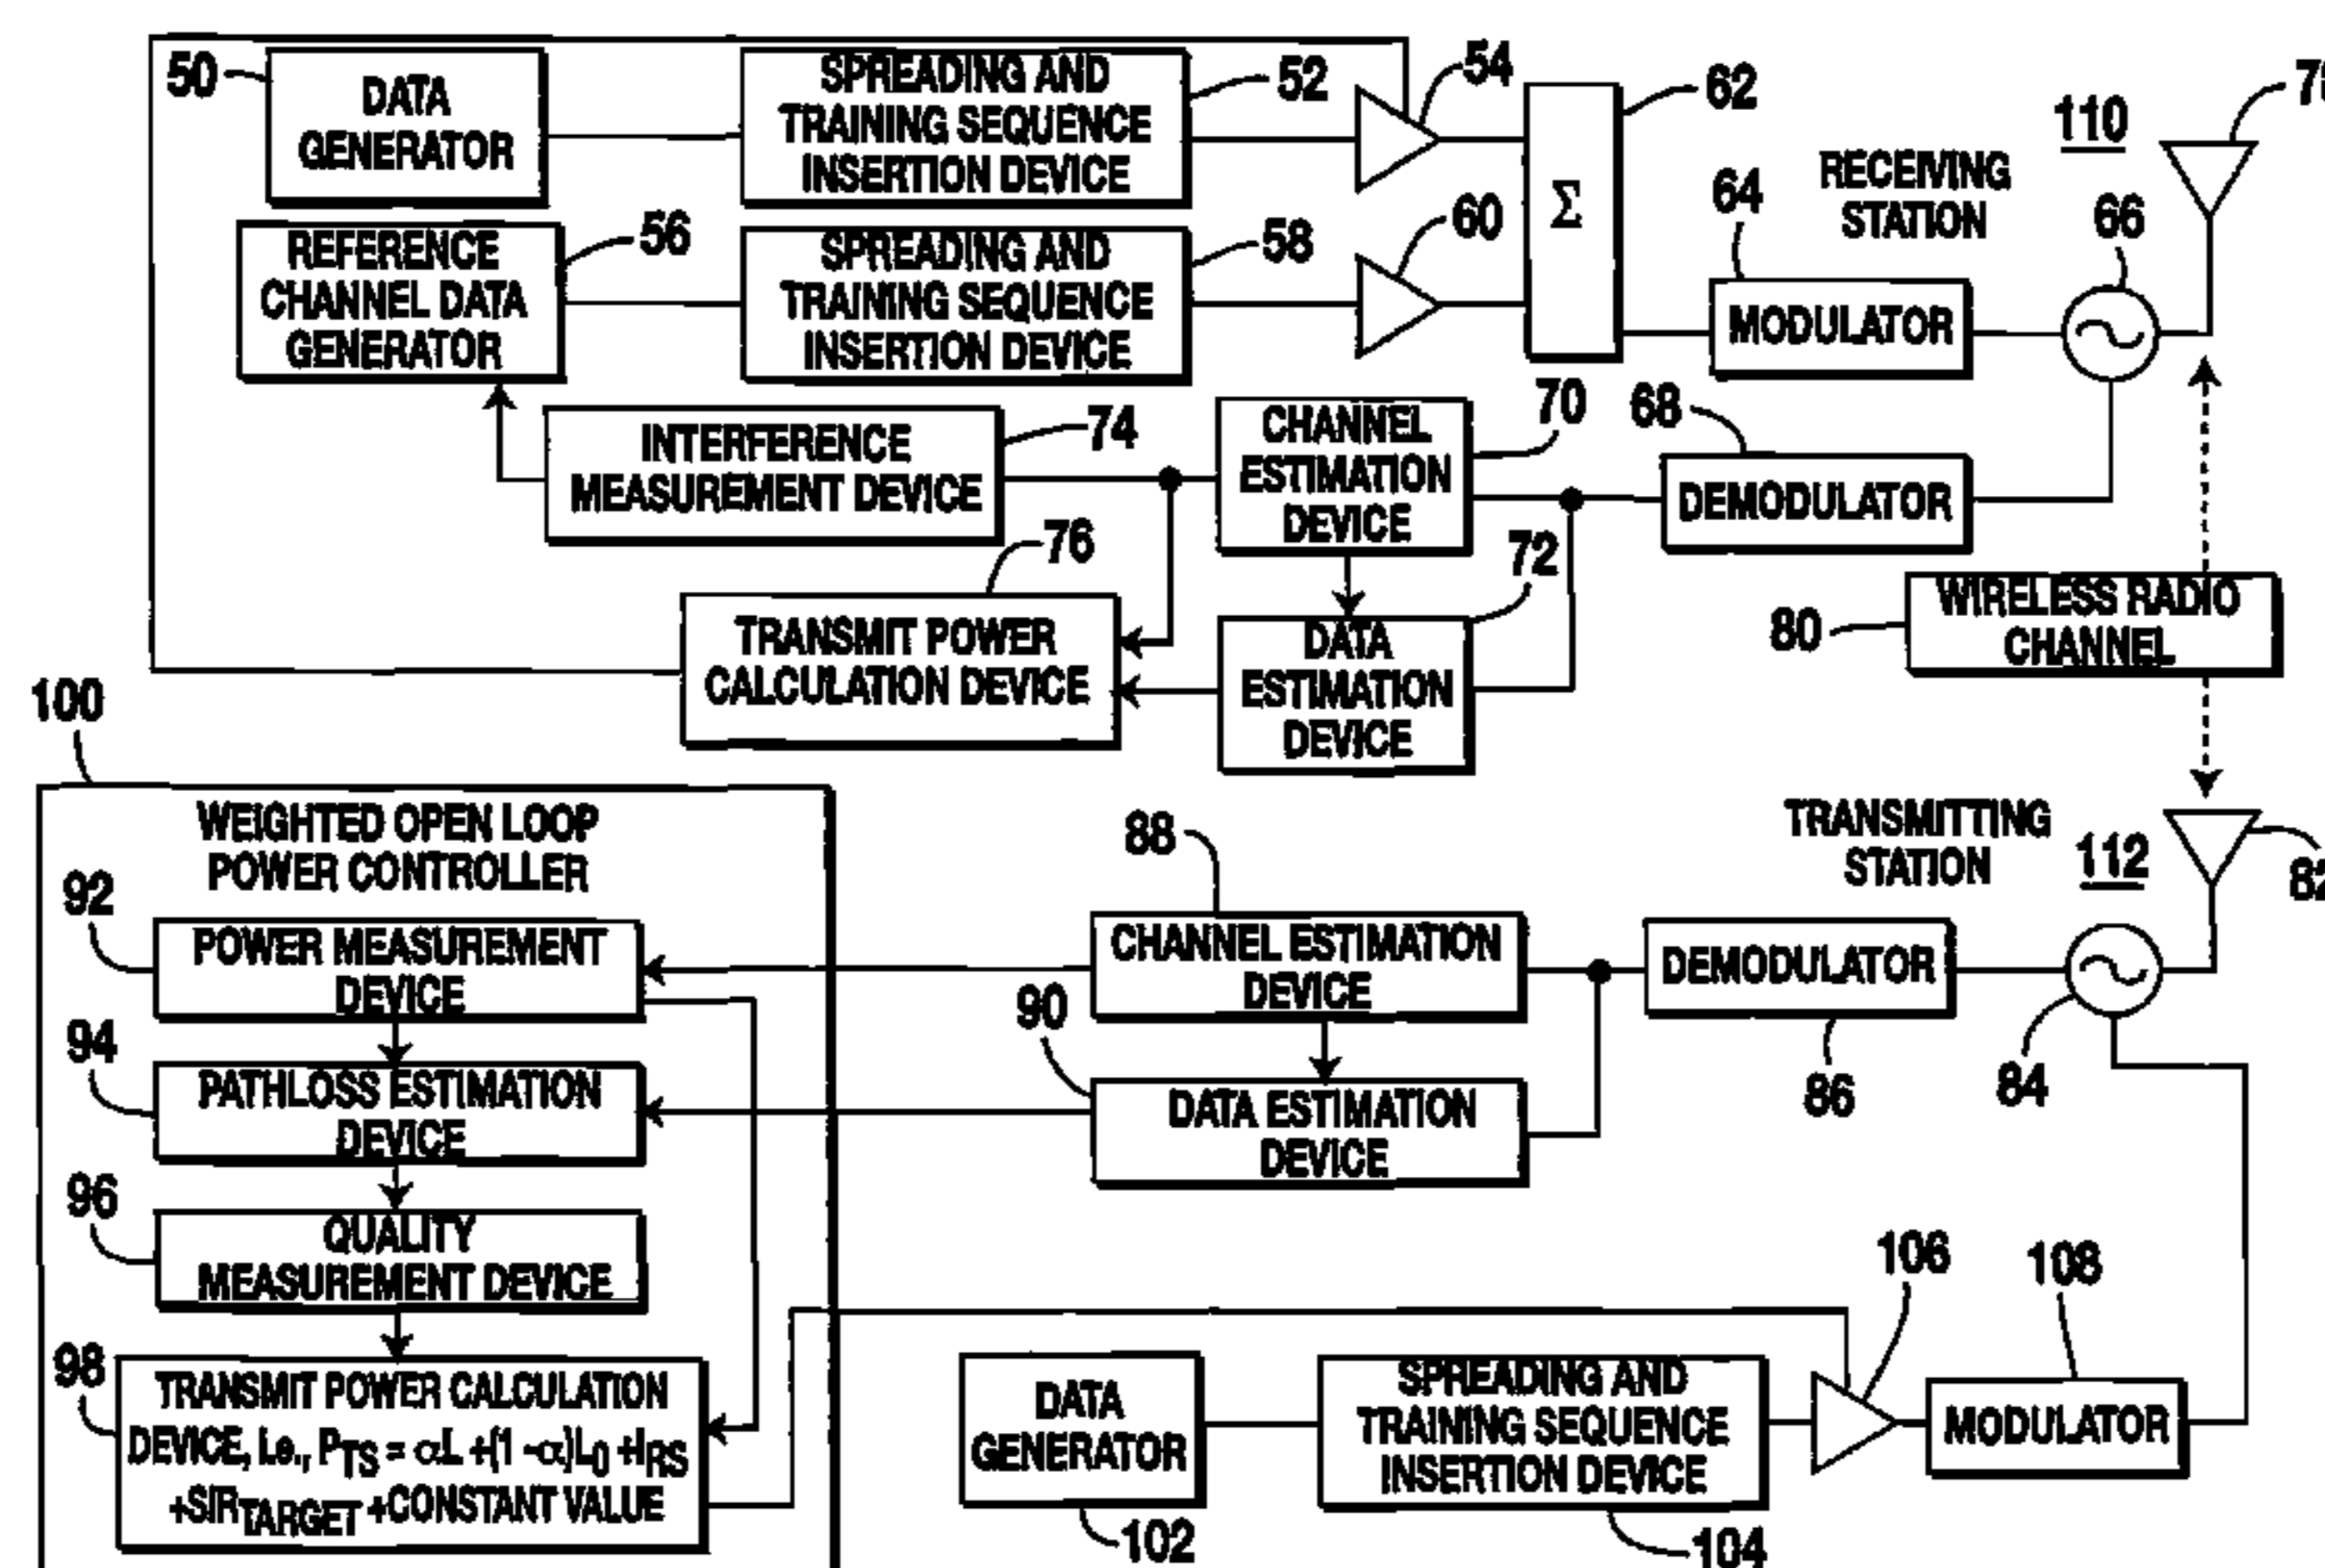 50
DATA
GENERATOR
SPREADING AND
TRAINING SEQUENCE
INSERTION DEVICE
52
54
62
110
RECEIVING
STATION
64
66
REFERENCE
CHANNEL DATA
GENERATOR
56
SPREADING AND
TRAINING SEQUENCE
INSERTION DEVICE
58
60
Σ
MODULATOR
INTERFERENCE
MEASUREMENT DEVICE
74
CHANNEL
ESTIMATION
DEVICE
70
68
DEMODULATOR
76
TRANSMIT POWER
CALCULATION DEVICE
72
DATA
ESTIMATION
DEVICE
80
WIRELESS RADIO
CHANNEL
100
WEIGHTED OPEN LOOP
POWER CONTROLLER
88
TRANSMITTING
STATION
112
82
92
POWER MEASUREMENT
DEVICE
CHANNEL ESTIMATION
DEVICE
DEMODULATOR
86
84
94
PATHLOSS ESTIMATION
DEVICE
90
DATA ESTIMATION
DEVICE
96
QUALITY
MEASUREMENT DEVICE
106
108
98
TRANSMIT POWER CALCULATION
DEVICE, i.e., PTS = αL +(1 -α)L0 +IRS
+SIRTARGET +CONSTANT VALUE
DATA
GENERATOR
102
SPREADING AND
TRAINING SEQUENCE
INSERTION DEVICE
104
MODULATOR